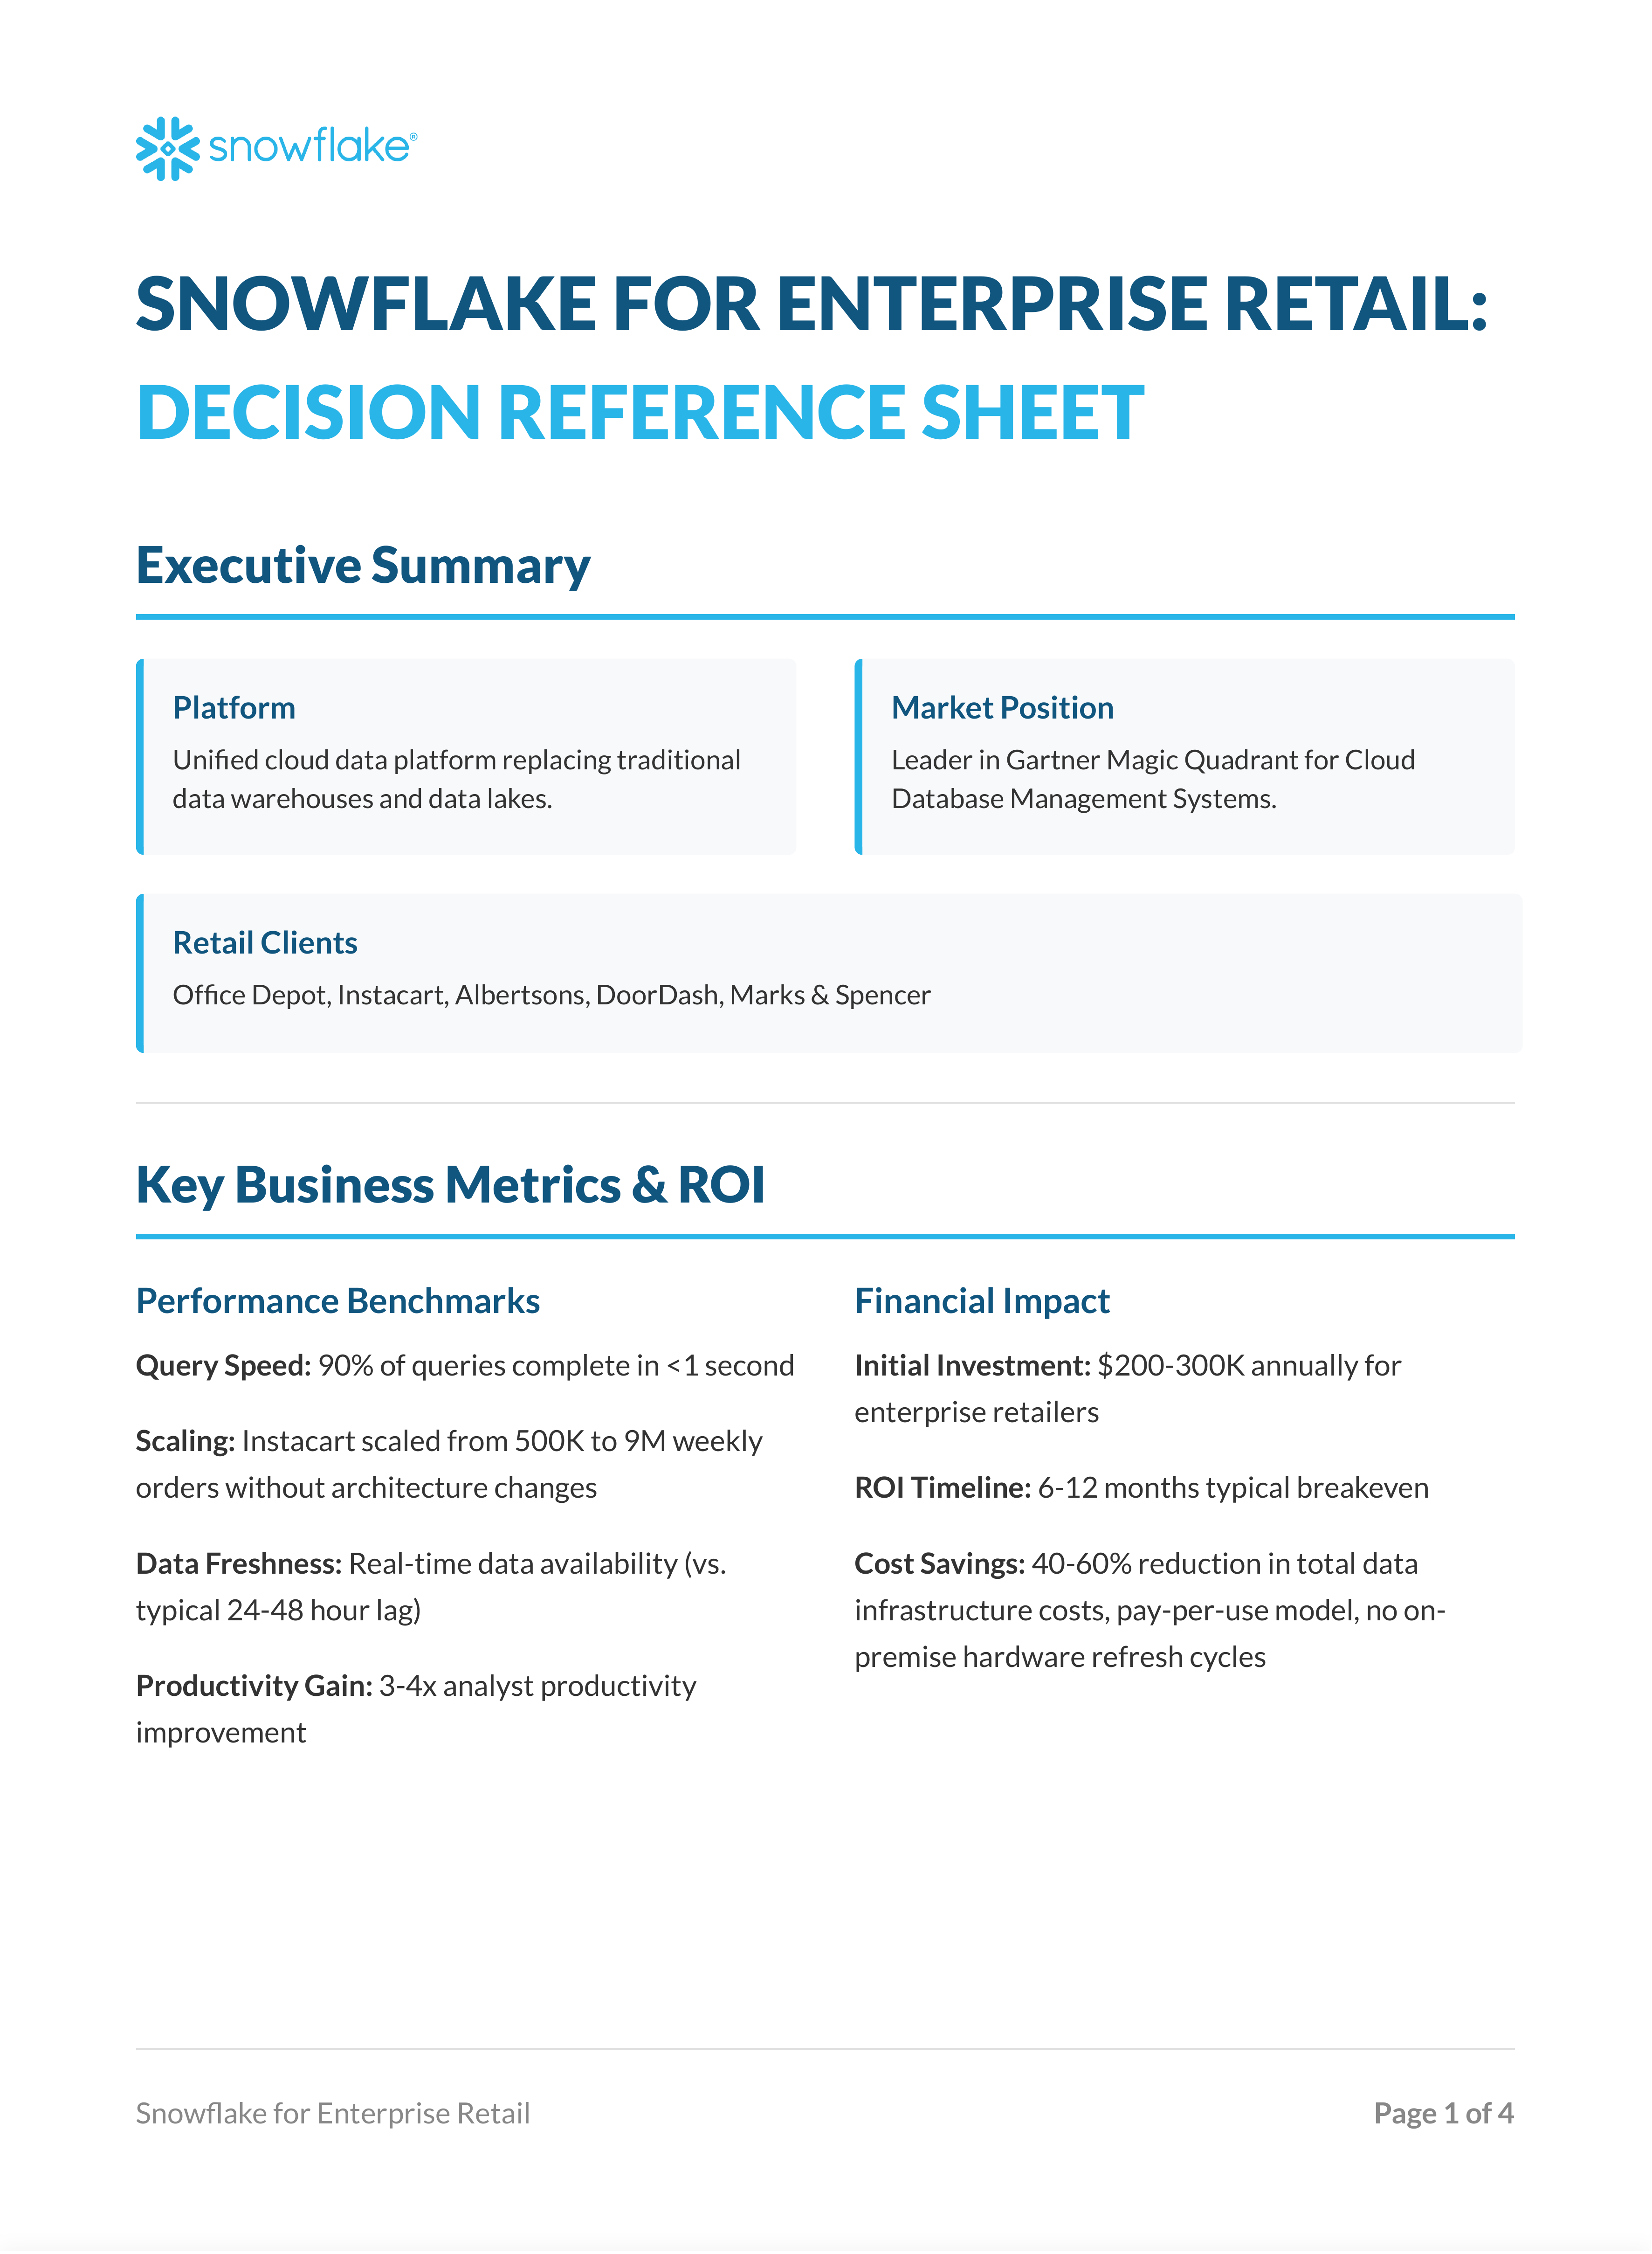 snowflake®
SNOWFLAKE FOR ENTERPRISE RETAIL:
DECISION REFERENCE SHEET
Executive Summary
Platform
Unified cloud data platform replacing traditional
data warehouses and data lakes.
Market Position
Leader in Gartner Magic Quadrant for Cloud
Database Management Systems.
Retail Clients
Office Depot, Instacart, Albertsons, DoorDash, Marks & Spencer
Key Business Metrics & ROI
Performance Benchmarks
Query Speed: 90% of queries complete in <1 second
Scaling: Instacart scaled from 500K to 9M weekly
orders without architecture changes
Data Freshness: Real-time data availability (vs.
typical 24-48 hour lag)
Productivity Gain: 3-4x analyst productivity
improvement
Financial Impact
Initial Investment: $200-300K annually for
enterprise retailers
ROI Timeline: 6-12 months typical breakeven
Cost Savings: 40-60% reduction in total data
infrastructure costs, pay-per-use model, no on-
premise hardware refresh cycles
Snowflake for Enterprise Retail
Page 1 of 4